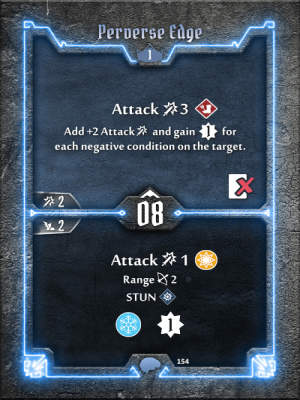 Perverse Edge
1
Attack 3
Add +2 Attack and gain 1 for
each negative condition on the target.
2
08
2
Attack 1
Range 2
STUN
1
154